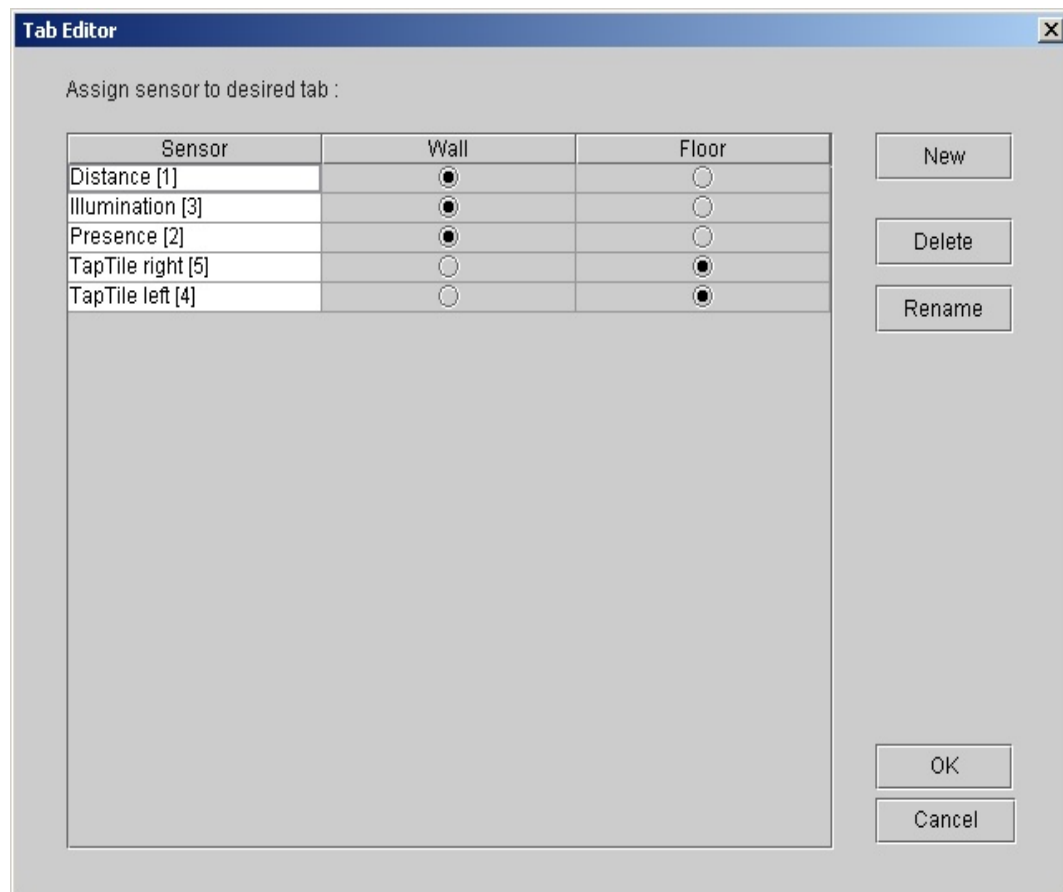 Tab Editor
Assign sensor to desired tab :
Sensor Wall Floor
Distance [1]
Illumination [3]
Presence [2]
TapTile right [5]
TapTile left [4]
New
Delete
Rename
OK
Cancel